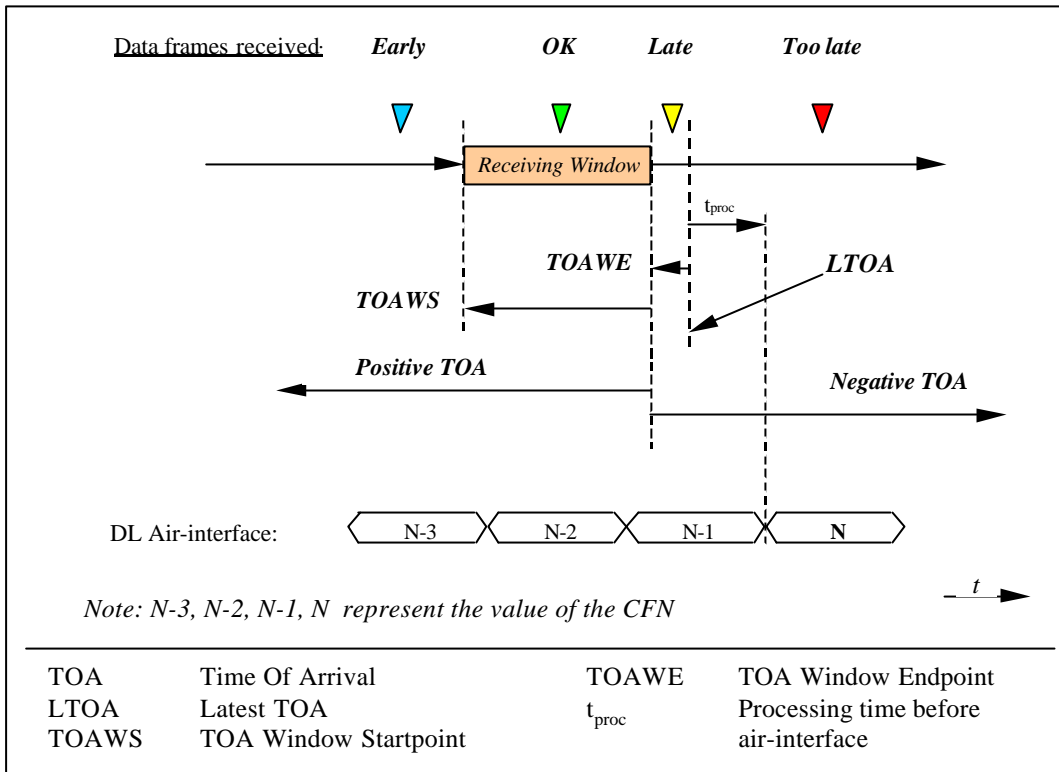 Data frames received: Early OK Late Too late
Receiving Window
tproc
TOAWE
LTOA
TOAWS
Positive TOA
Negative TOA
DL Air-interface: N-3 N-2 N-1 N
t
Note: N-3, N-2, N-1, N represent the value of the CFN
TOA Time Of Arrival TOAWE TOA Window Endpoint
LTOA Latest TOA tproc Processing time before
TOAWS TOA Window Startpoint air-interface